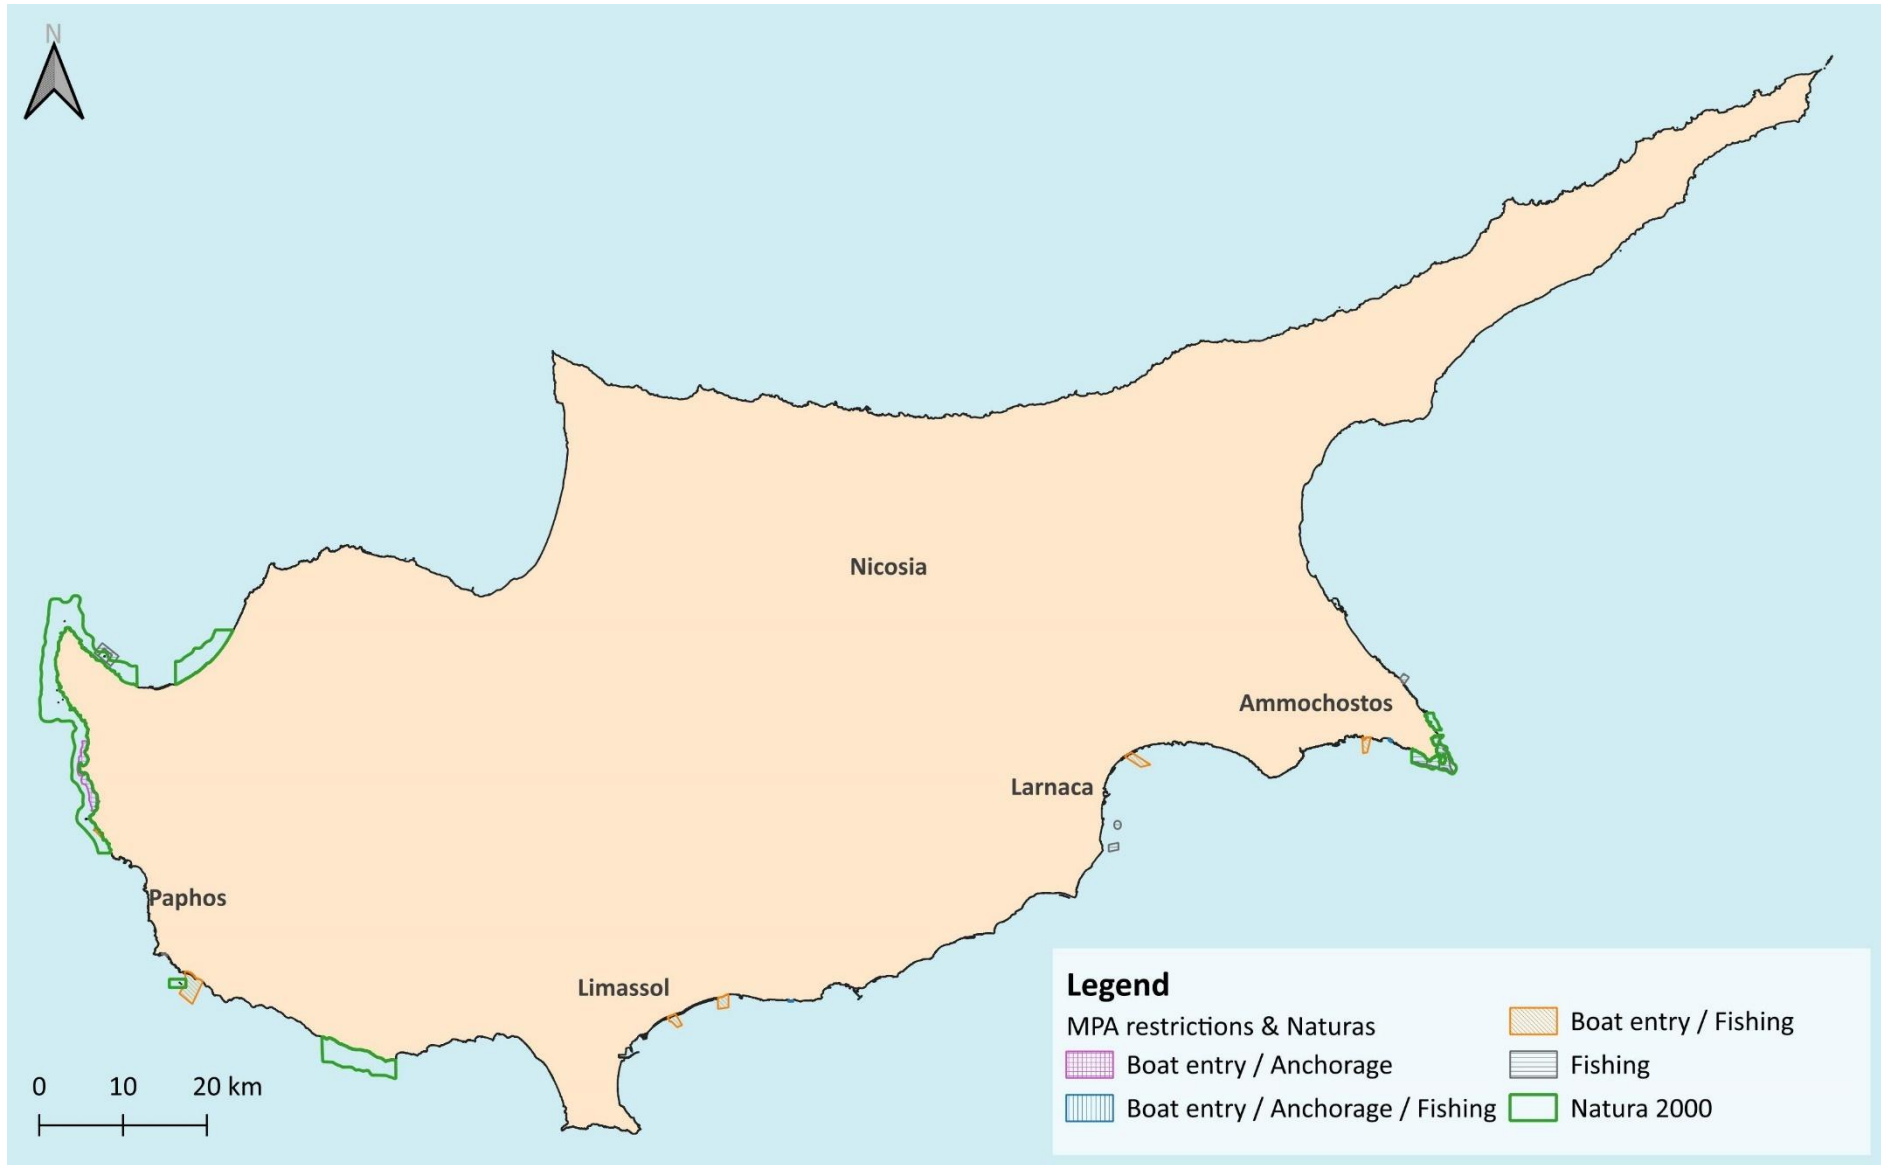 N
Nicosia
Ammochostos
Larnaca
Paphos
Limassol
0 10 20 km
Legend
MPA restrictions & Naturas
Boat entry / Anchorage
Boat entry / Anchorage / Fishing
Boat entry / Fishing
Fishing
Natura 2000